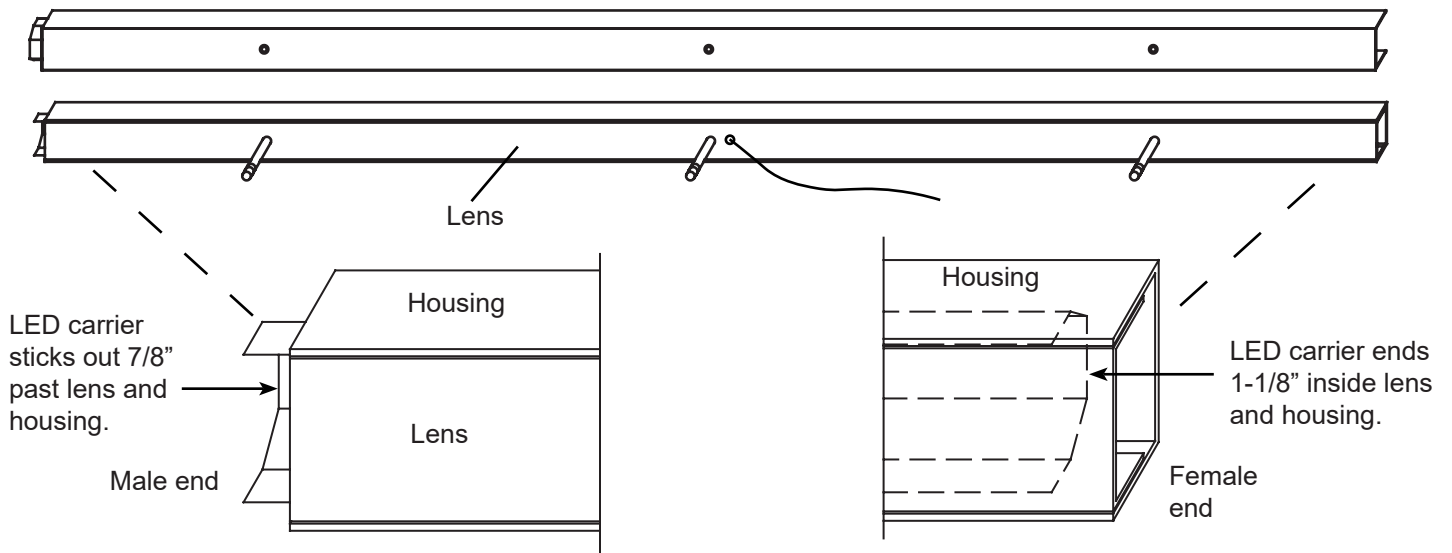 Lens
Housing
Housing
LED carrier
sticks out 7/8”
past lens and
housing.
LED carrier ends
1-1/8” inside lens
and housing.
Lens
Male end
Female
end